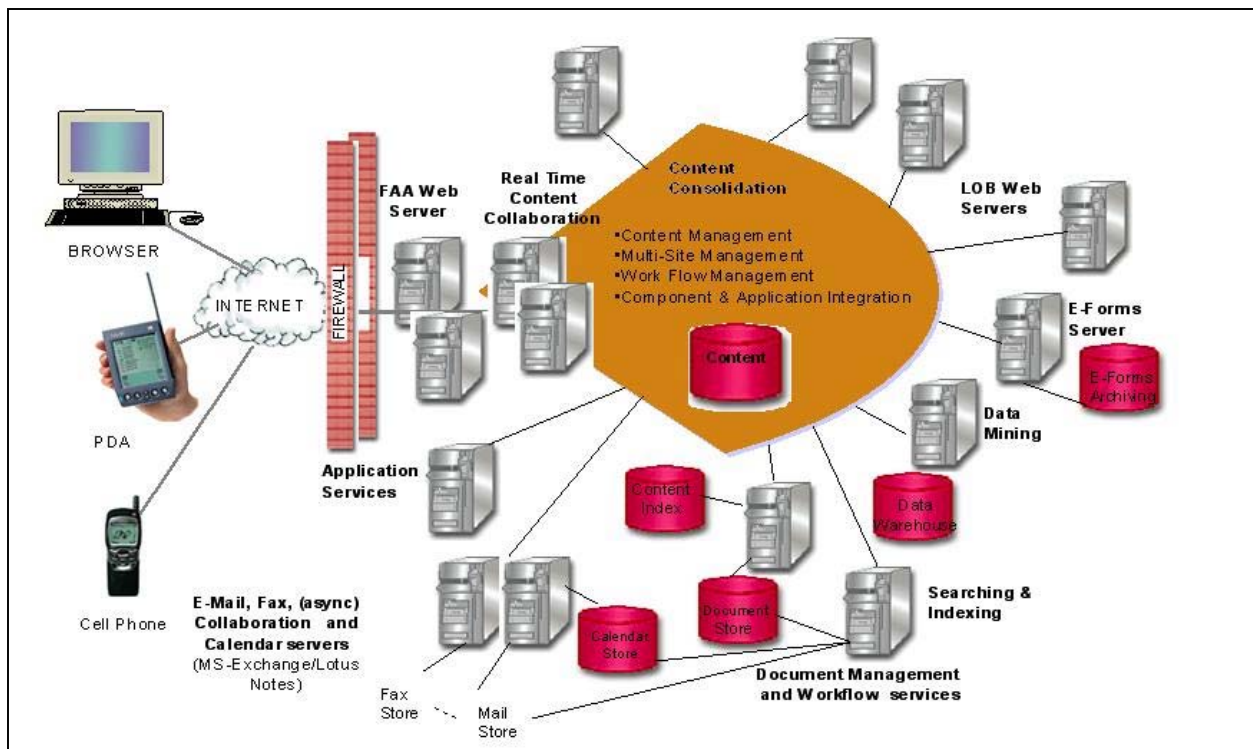 BROWSER
PDA
Cell Phone
INTERNET
FIREWALL
FAA Web
Server
Real Time
Content
Collaboration
Content
Consolidation
▪Content Management
▪Multi-Site Management
▪Work Flow Management
▪Component & Application Integration
Content
LOB Web
Servers
E-Forms
Server
E-Forms
Archiving
Data
Mining
Data
Warehouse
Application
Services
Content
Index
Document
Store
Searching &
Indexing
Document Management
and Workflow services
E-Mail, Fax, (async)
Collaboration and
Calendar servers
(MS-Exchange/Lotus
Notes)
Calendar
Store
Fax
Store
Mail
Store